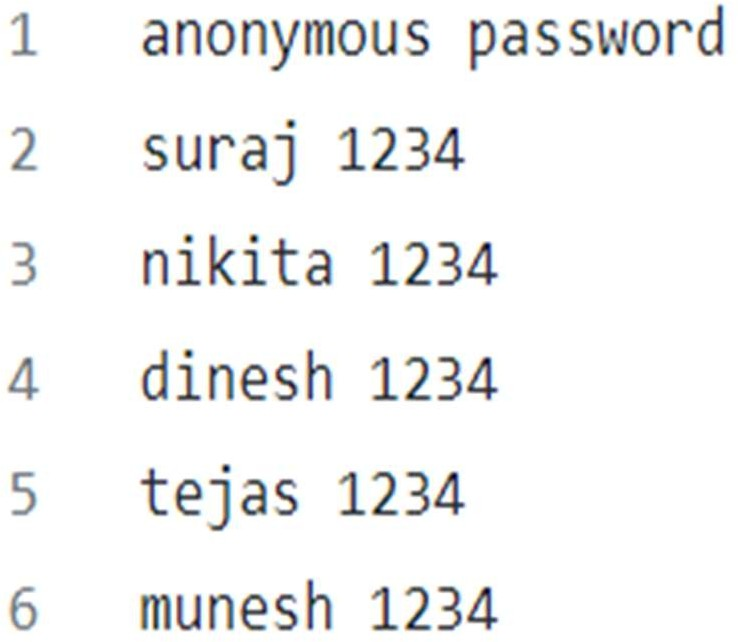 1 anonymous password
2 suraj 1234
3 nikita 1234
4 dinesh 1234
5 tejas 1234
6 munesh 1234